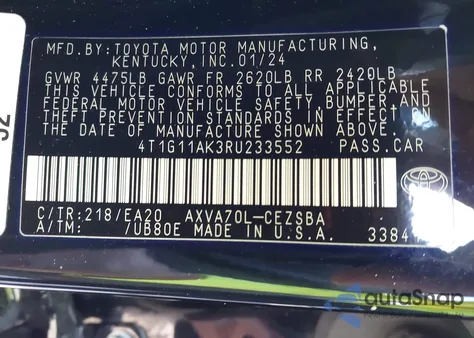 MFD.BY:TOYOTA MOTOR MANUFACTURING,
KENTUCKY,INC.01/24
GVWR 4475LB GAWR FR 2620LB RR 2420LB
THIS VEHICLE CONFORMS TO ALL APPLICABLE
FEDERAL MOTOR VEHICLE SAFETY,BUMPER,AND
THEFT PREVENTION STANDARDS IN EFFECT ON
THE DATE OF MANUFACTURE SHOWN ABOVE.
4T1G11AK3RU233552 PASS.CAR
C/TR:218/EA20 AXVA70L-CEZSBA
A/TM: /UB80E MADE IN U.S.A. 3384
TOYOTA
autoSnap